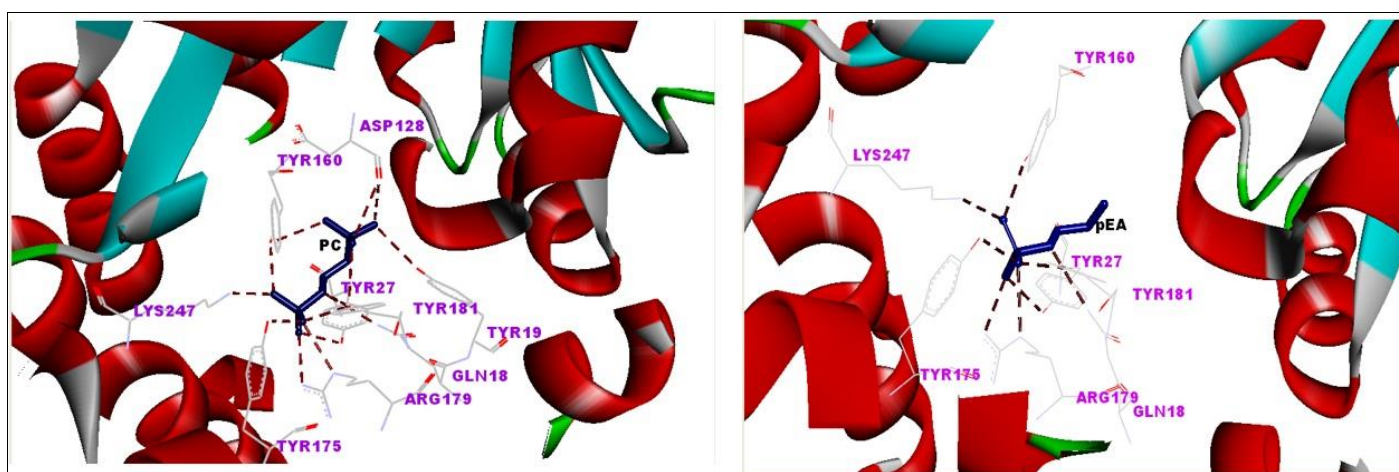 ASP128
TYR160
PC
TYR27
LYS247
TYR181
TYR19
GLN18
ARG179
TYR175
TYR160
LYS247
pEA
TYR27
TYR181
TYR175
ARG179
GLN18